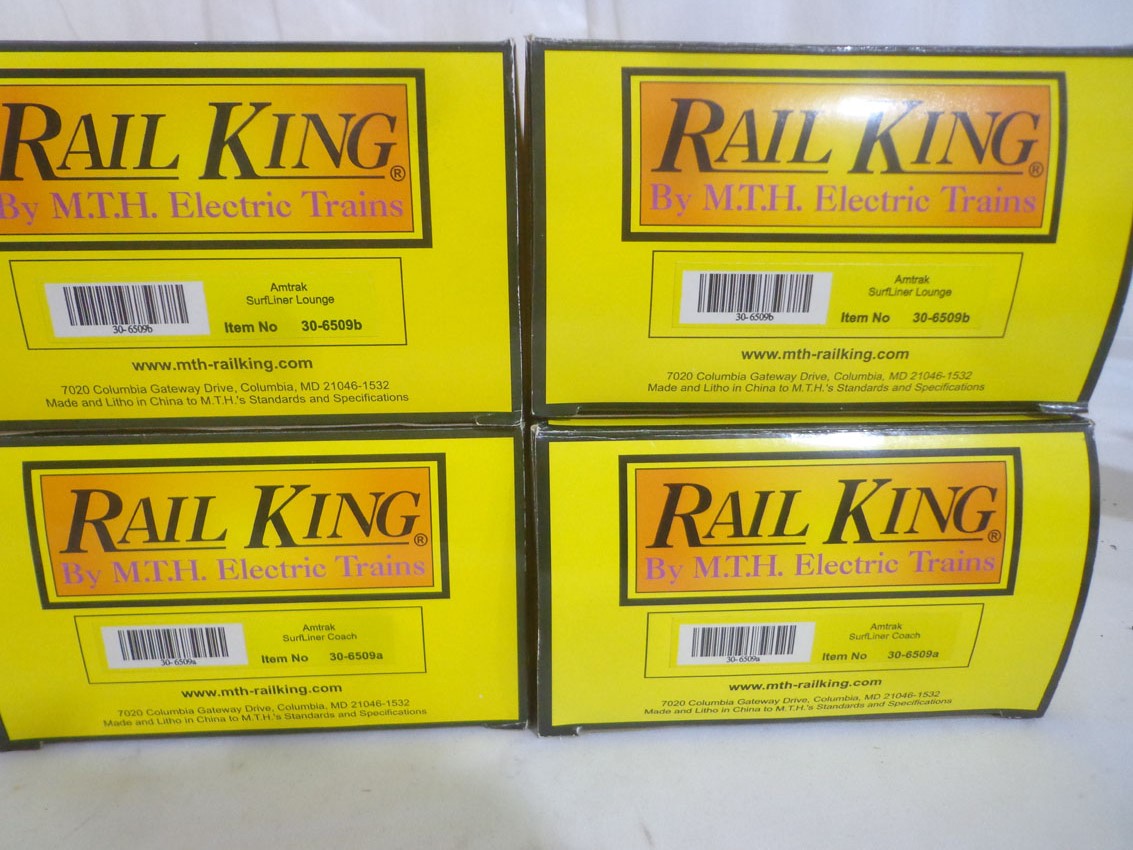 RAIL KING®
By M.T.H. Electric Trains
Amtrak
SurfLiner Lounge
30-6509b
Item No 30-6509b
www.mth-railking.com
7020 Columbia Gateway Drive, Columbia, MD 21046-1532
Made and Litho in China to M.T.H.'s Standards and Specifications
RAIL KING®
By M.T.H. Electric Trains
Amtrak
SurfLiner Lounge
30-6509b
Item No 30-6509b
www.mth-railking.com
7020 Columbia Gateway Drive, Columbia, MD 21046-1532
Made and Litho in China to M.T.H.'s Standards and Specifications
RAIL KING®
By M.T.H. Electric Trains
Amtrak
SurfLiner Coach
30-6509a
Item No 30-6509a
www.mth-railking.com
7020 Columbia Gateway Drive, Columbia, MD 21046-1532
Made and Litho in China to M.T.H.'s Standards and Specifications
RAIL KING®
By M.T.H. Electric Trains
Amtrak
SurfLiner Coach
30-6509a
Item No 30-6509a
www.mth-railking.com
7020 Columbia Gateway Drive, Columbia, MD 21046-1532
Made and Litho in China to M.T.H.'s Standards and Specifications